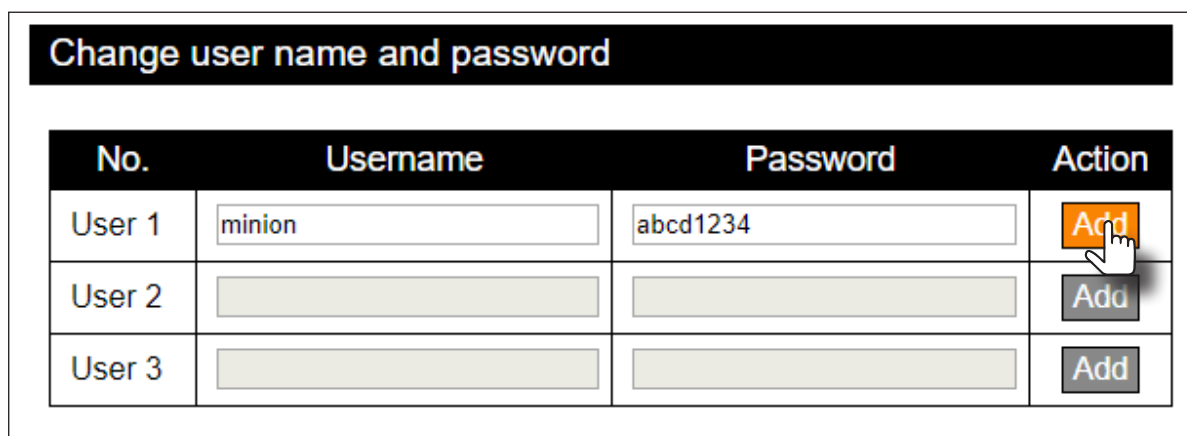 Change user name and password
No. Username Password Action
User 1 minion abcd1234 Add
User 2 Add
User 3 Add